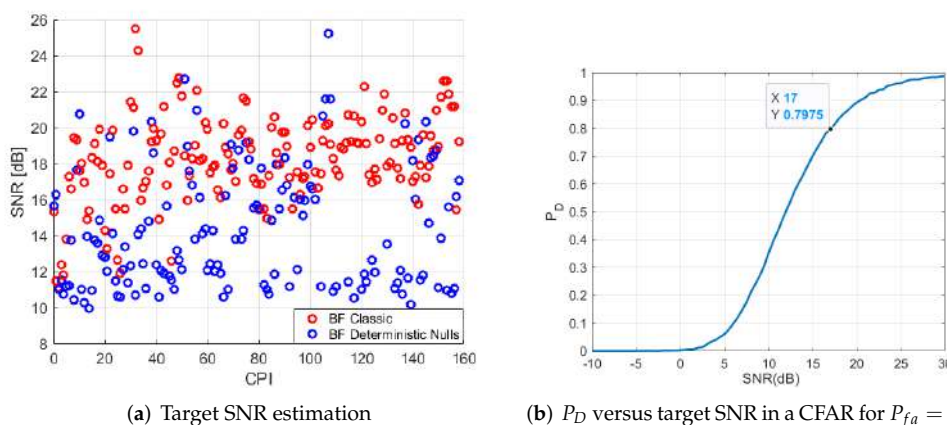 26
24
22
20
18
16
14
12
10
8
SNR [dB]
0 20 40 60 80 100 120 140 160
CPI
BF Classic
BF Deterministic Nulls
(a) Target SNR estimation
1
0.9
0.8
0.7
0.6
0.5
0.4
0.3
0.2
0.1
0
P_D
X 17
Y 0.7975
-10 -5 0 5 10 15 20 25 30
SNR(dB)
(b) P_D versus target SNR in a CFAR for P_fa =